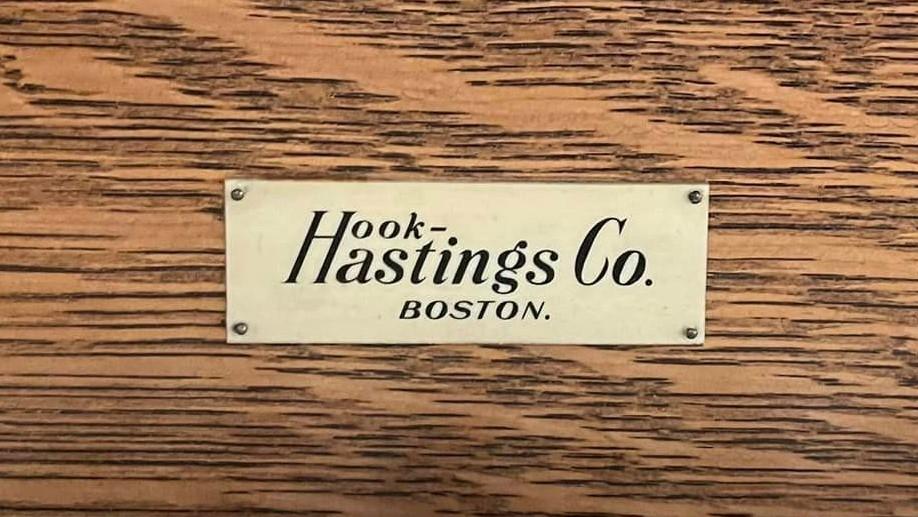 Hook-
Hastings Co.
BOSTON.